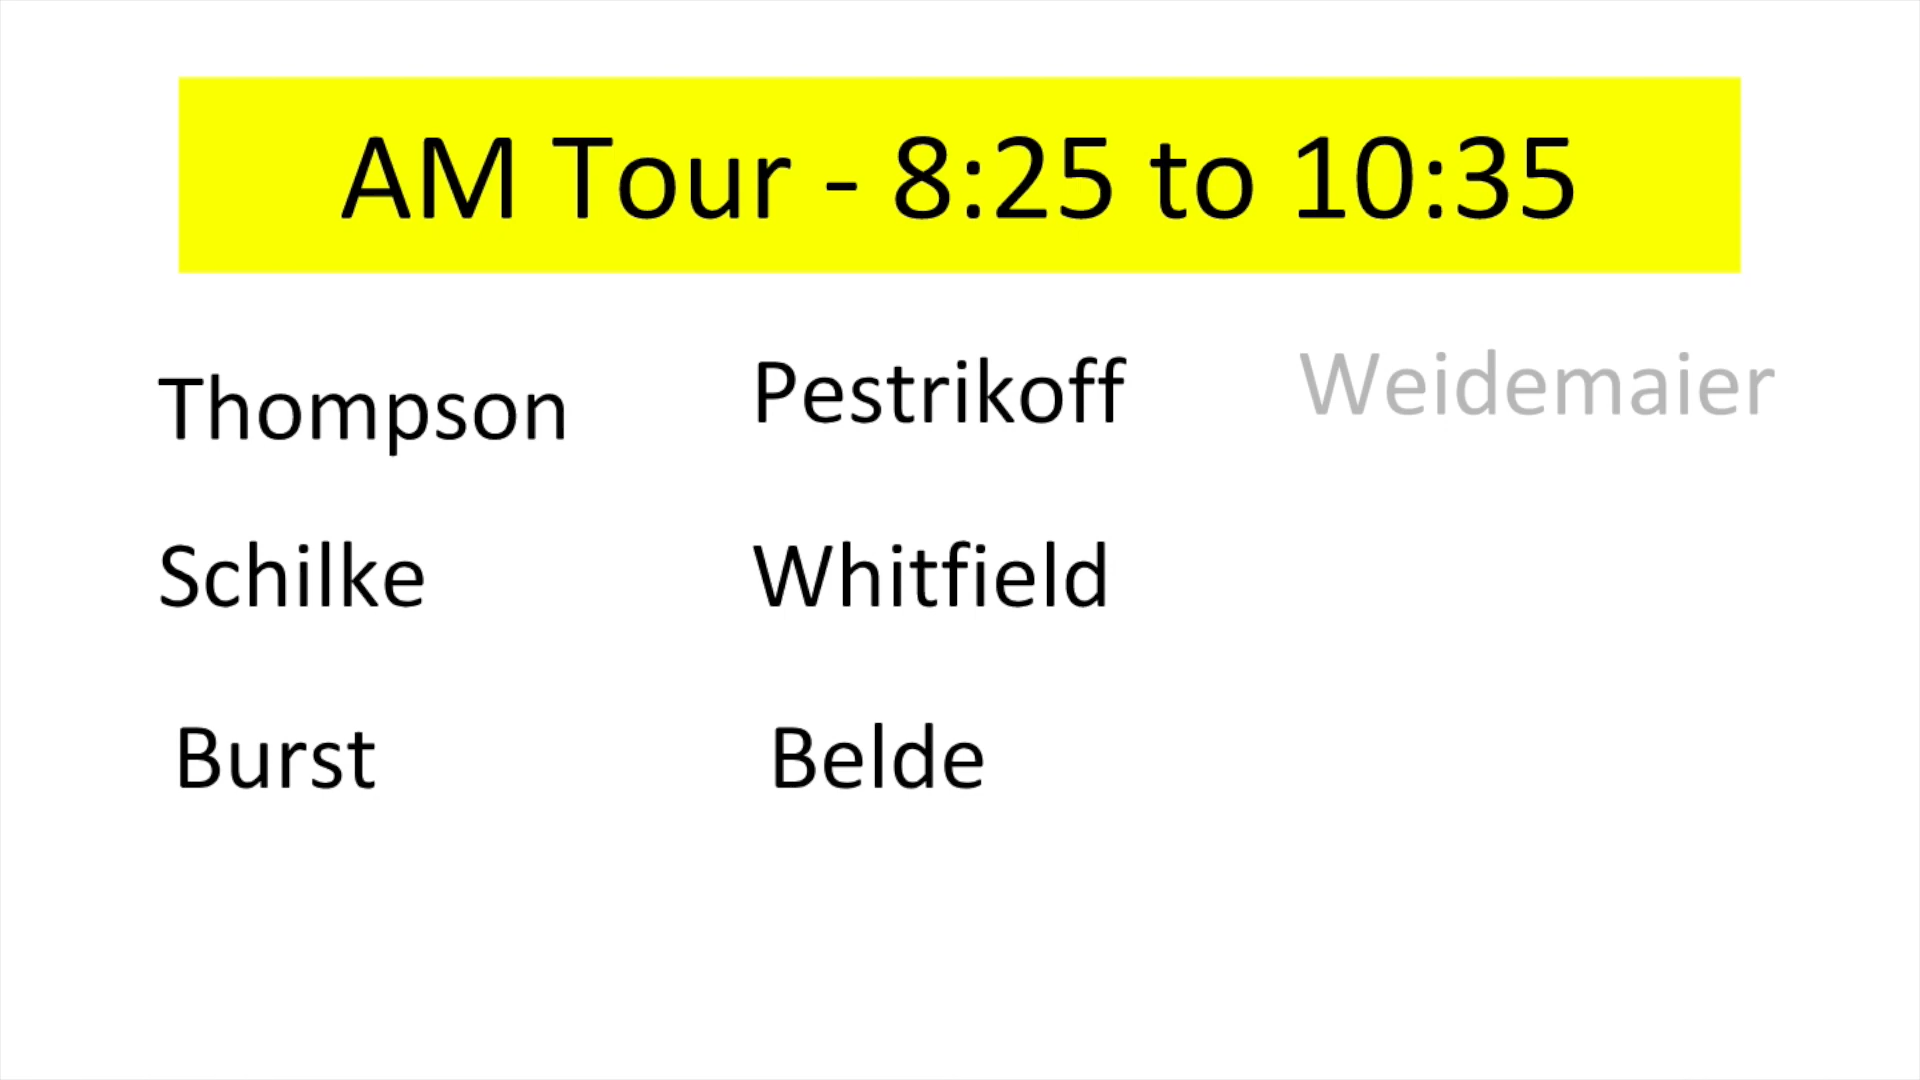 AM Tour - 8:25 to 10:35
Thompson
Pestrikoff
Weidemaier
Schilke
Whitfield
Burst
Belde